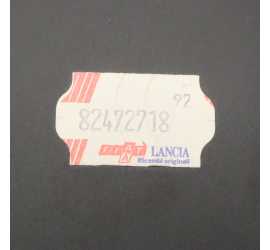 92
82472718
FIAT LANCIA
Ricambi originali